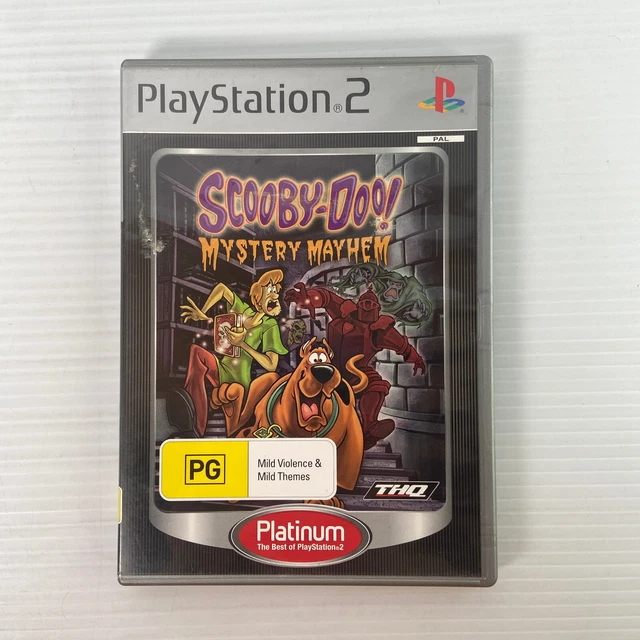 PlayStation®2
PAL
SCOOBY-DOO!
MYSTERY MAYHEM
PG
Mild Violence &
Mild Themes
THQ
Platinum
The Best of PlayStation®2